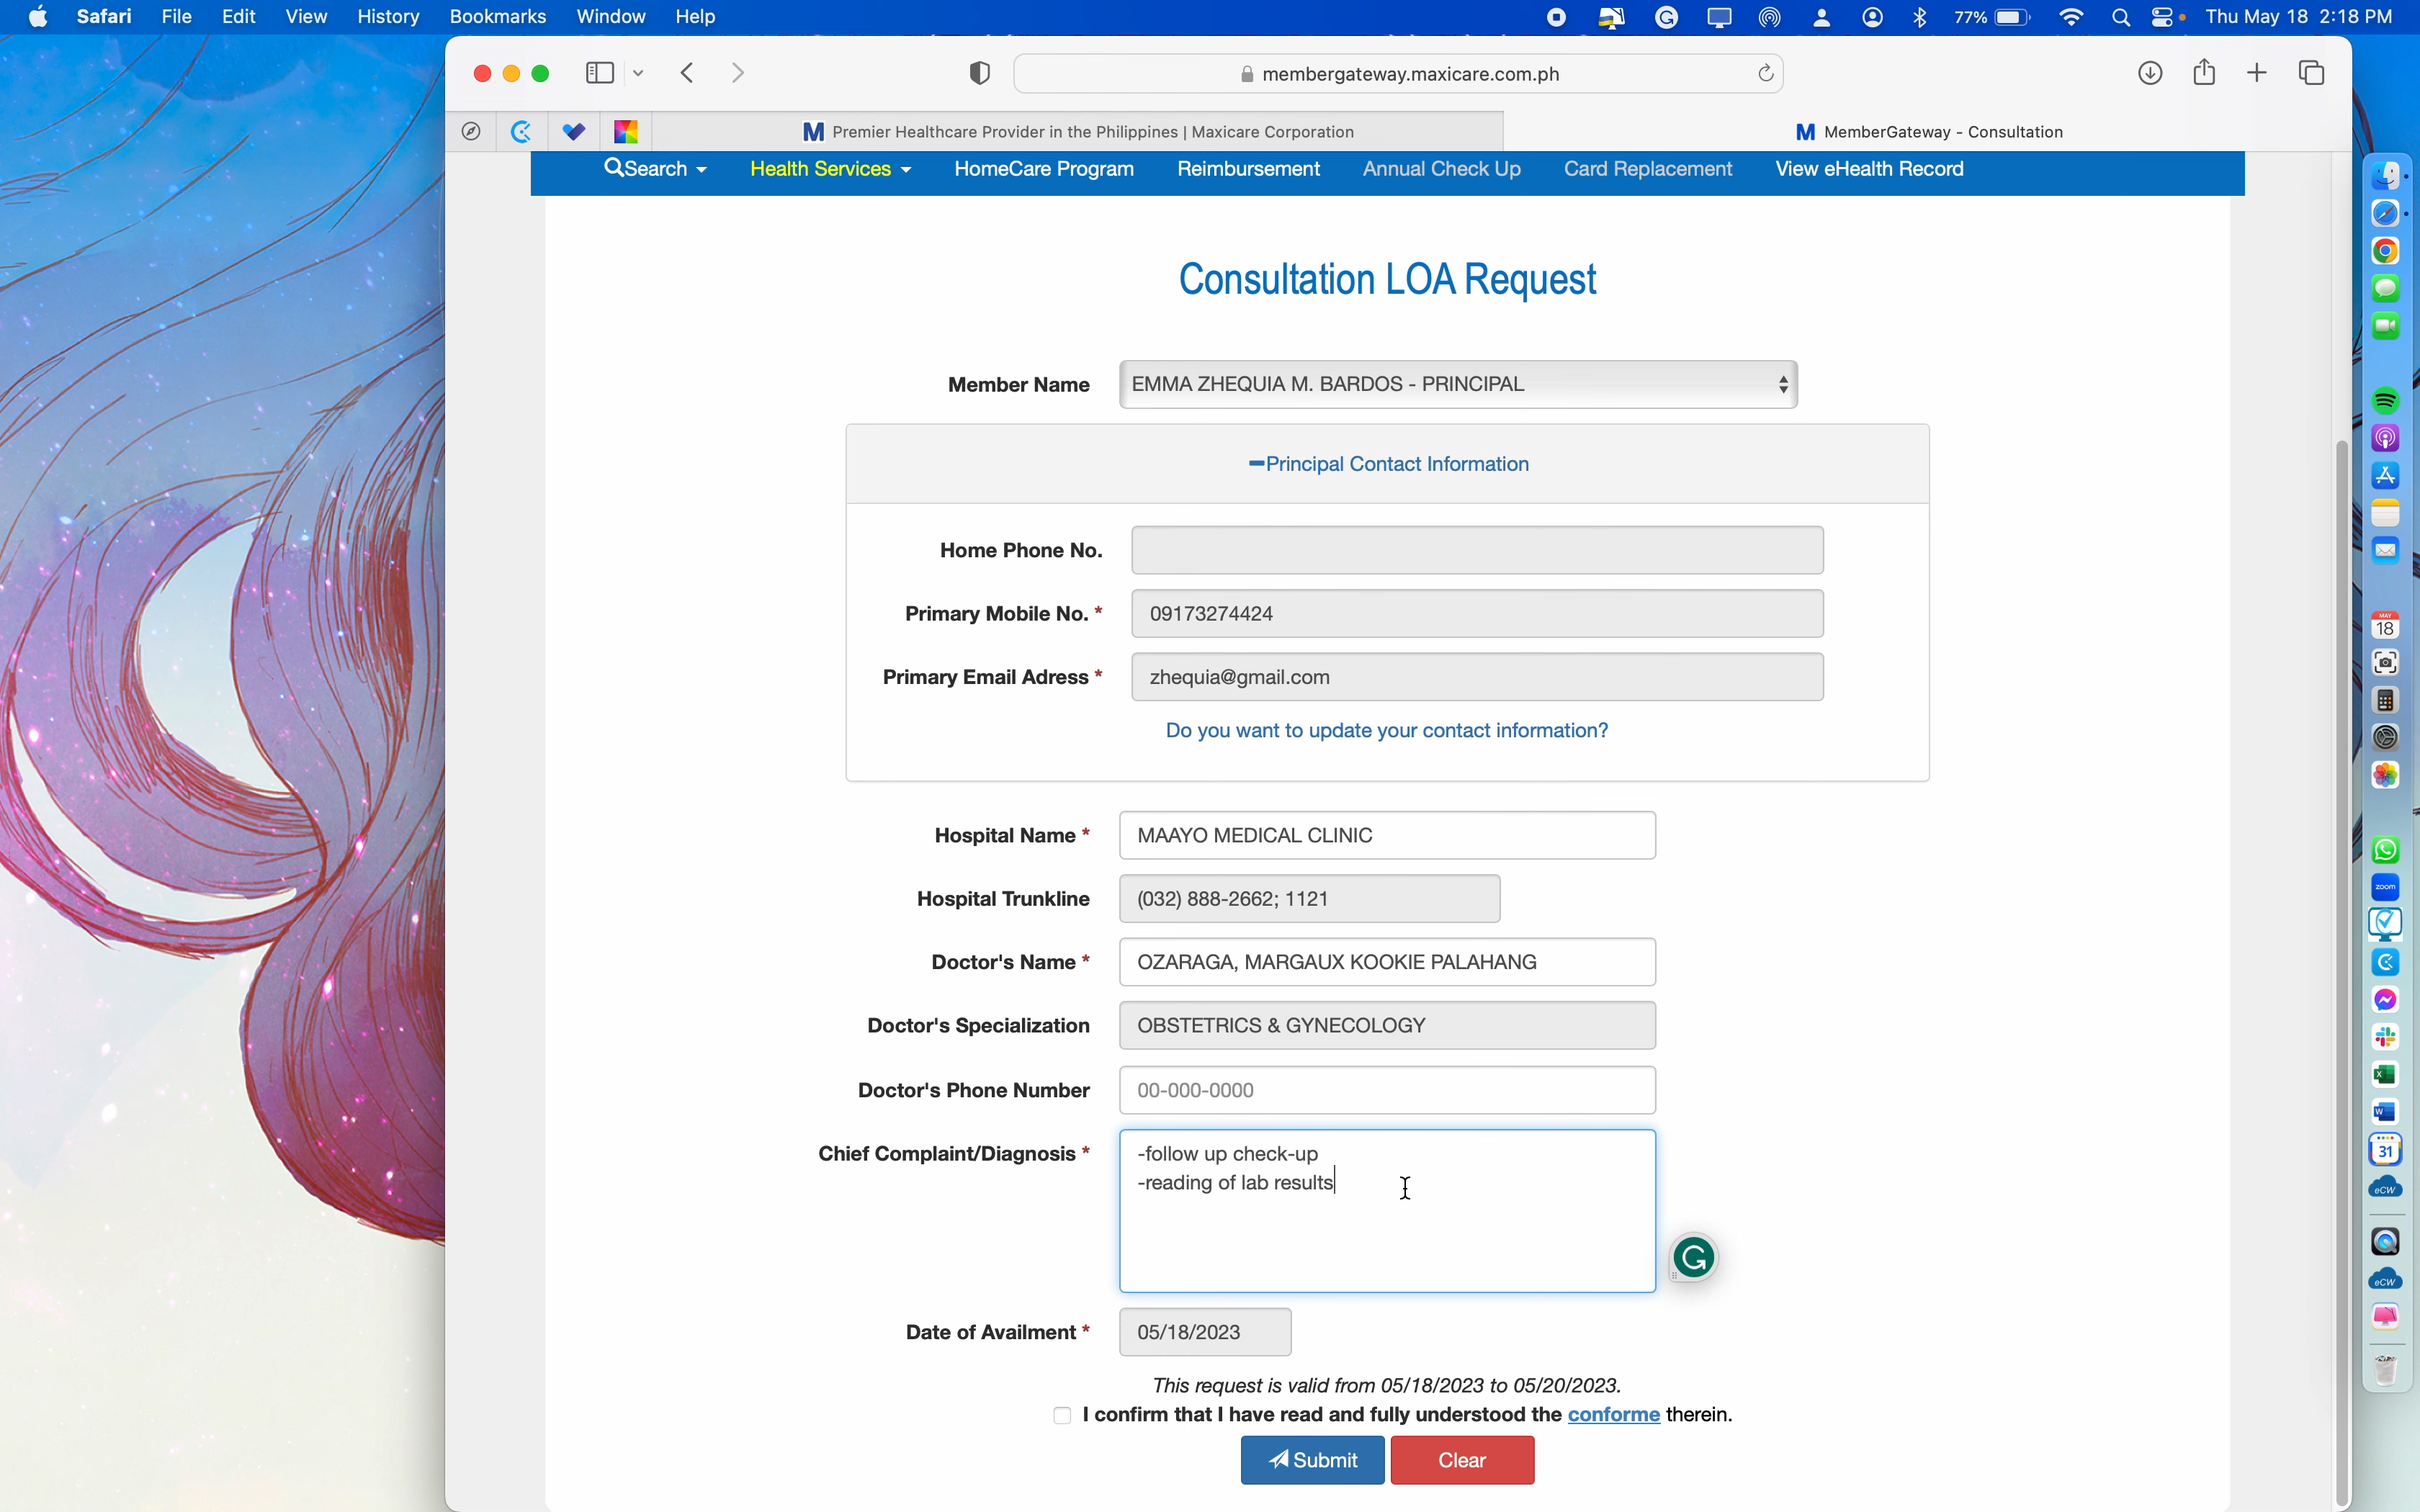 Safari File Edit View History Bookmarks Window Help 77% Thu May 18 2:18 PM
membergateway.maxicare.com.ph
Premier Healthcare Provider in the Philippines | Maxicare Corporation
MemberGateway - Consultation
Search Health Services HomeCare Program Reimbursement Annual Check Up Card Replacement View eHealth Record
Consultation LOA Request
Member Name EMMA ZHEQUIA M. BARDOS - PRINCIPAL
Principal Contact Information
Home Phone No.
Primary Mobile No. * 09173274424
Primary Email Adress * zhequia@gmail.com
Do you want to update your contact information?
Hospital Name * MAAYO MEDICAL CLINIC
Hospital Trunkline (032) 888-2662; 1121
Doctor's Name * OZARAGA, MARGAUX KOOKIE PALAHANG
Doctor's Specialization OBSTETRICS & GYNECOLOGY
Doctor's Phone Number 00-000-0000
Chief Complaint/Diagnosis * -follow up check-up
-reading of lab results
Date of Availment * 05/18/2023
This request is valid from 05/18/2023 to 05/20/2023.
I confirm that I have read and fully understood the conforme therein.
Submit Clear
MAY
18
zoom
31
eCW
eCW